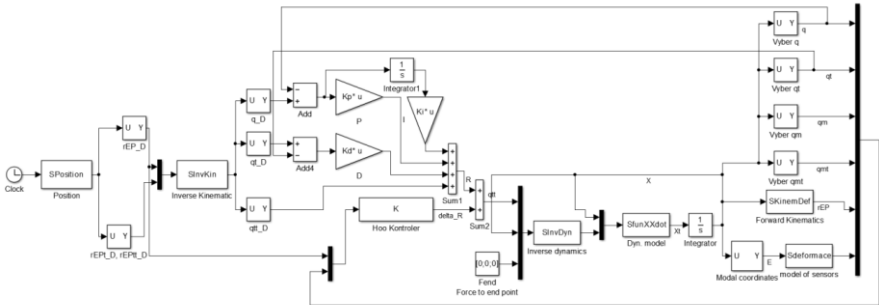 Clock
SPosition
Position
U Y
rEP_D
U Y
rEPt_D, rEPtt_D
SInvKin
Inverse Kinematic
U Y
q_D
U Y
qt_D
U Y
qtt_D
Add
Add4
Kp* u
P
Kd* u
D
1
s
Integrator1
Ki* u
I
Sum1
R
K
Hoo Kontroler
delta_R
Sum2
qtt
[0;0;0]
Fend
Force to end point
SInvDyn
Inverse dynamics
SfunXXdot
Dyn. model
Xt
1
s
Integrator
X
U Y
Vyber q
q
U Y
Vyber qt
qt
U Y
Vyber qm
qm
U Y
Vyber qmt
qmt
SKinemDef
Forward Kinematics
rEP
U Y
Modal coordinates
E
Sdeformace
model of sensors